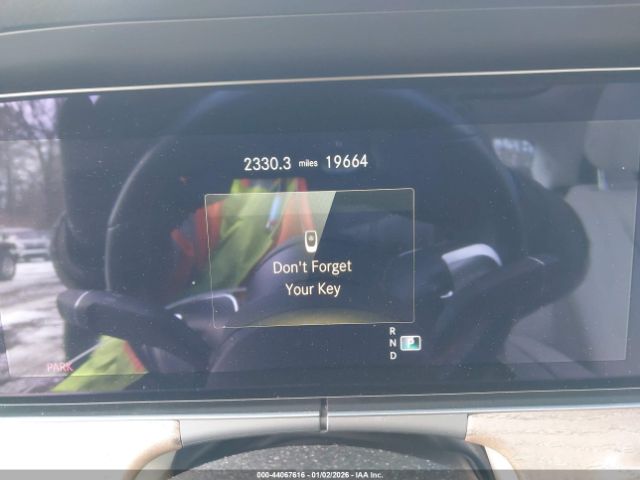 2330.3 miles 19664
Don't Forget
Your Key
R
N P
D
PARK
000-44067616 - 01/02/2026 - IAA Inc.